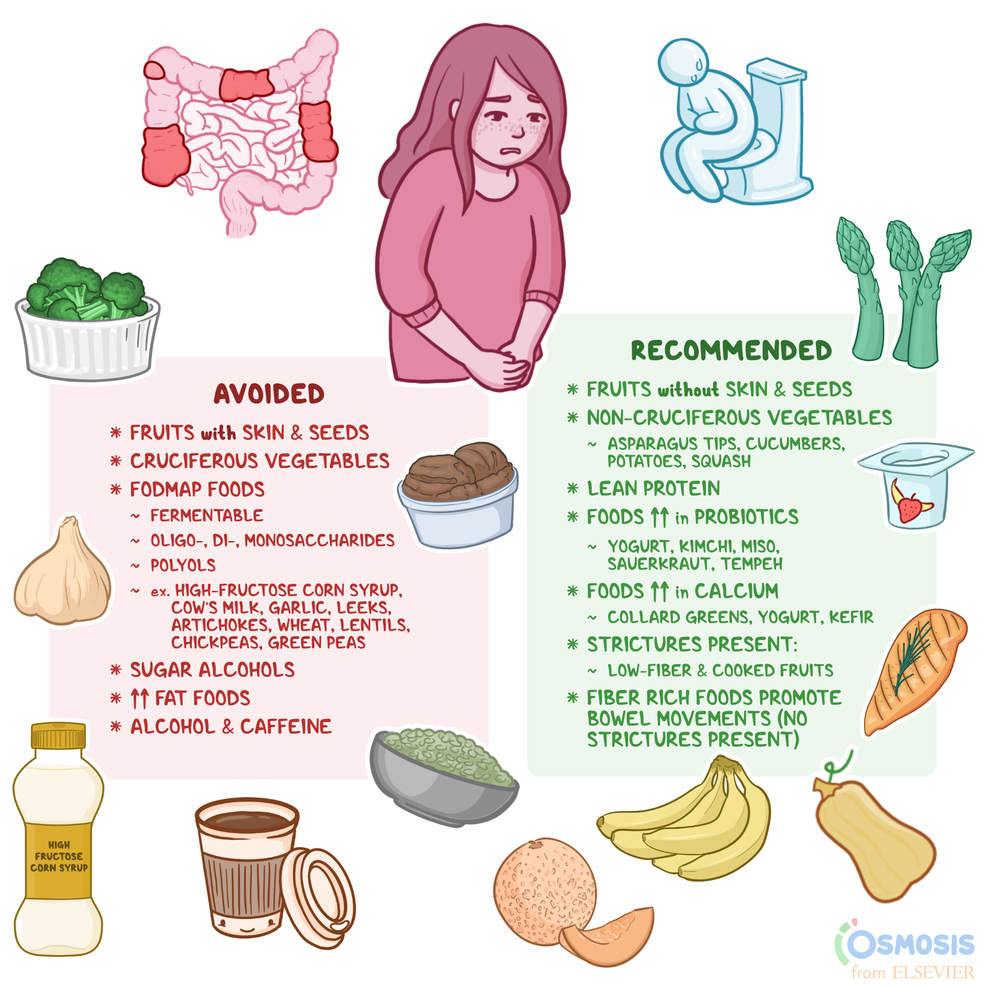 AVOIDED
* FRUITS with SKIN & SEEDS
* CRUCIFEROUS VEGETABLES
* FODMAP FOODS
~ FERMENTABLE
~ OLIGO-, DI-, MONOSACCHARIDES
~ POLYOLS
~ ex. HIGH-FRUCTOSE CORN SYRUP,
COW'S MILK, GARLIC, LEEKS,
ARTICHOKES, WHEAT, LENTILS,
CHICKPEAS, GREEN PEAS
* SUGAR ALCOHOLS
* ↑↑ FAT FOODS
* ALCOHOL & CAFFEINE
RECOMMENDED
* FRUITS without SKIN & SEEDS
* NON-CRUCIFEROUS VEGETABLES
~ ASPARAGUS TIPS, CUCUMBERS,
POTATOES, SQUASH
* LEAN PROTEIN
* FOODS ↑↑ in PROBIOTICS
~ YOGURT, KIMCHI, MISO,
SAUERKRAUT, TEMPEH
* FOODS ↑↑ in CALCIUM
~ COLLARD GREENS, YOGURT, KEFIR
* STRICTURES PRESENT:
~ LOW-FIBER & COOKED FRUITS
* FIBER RICH FOODS PROMOTE
BOWEL MOVEMENTS (NO
STRICTURES PRESENT)
HIGH
FRUCTOSE
CORN SYRUP
OSMOSIS
from ELSEVIER